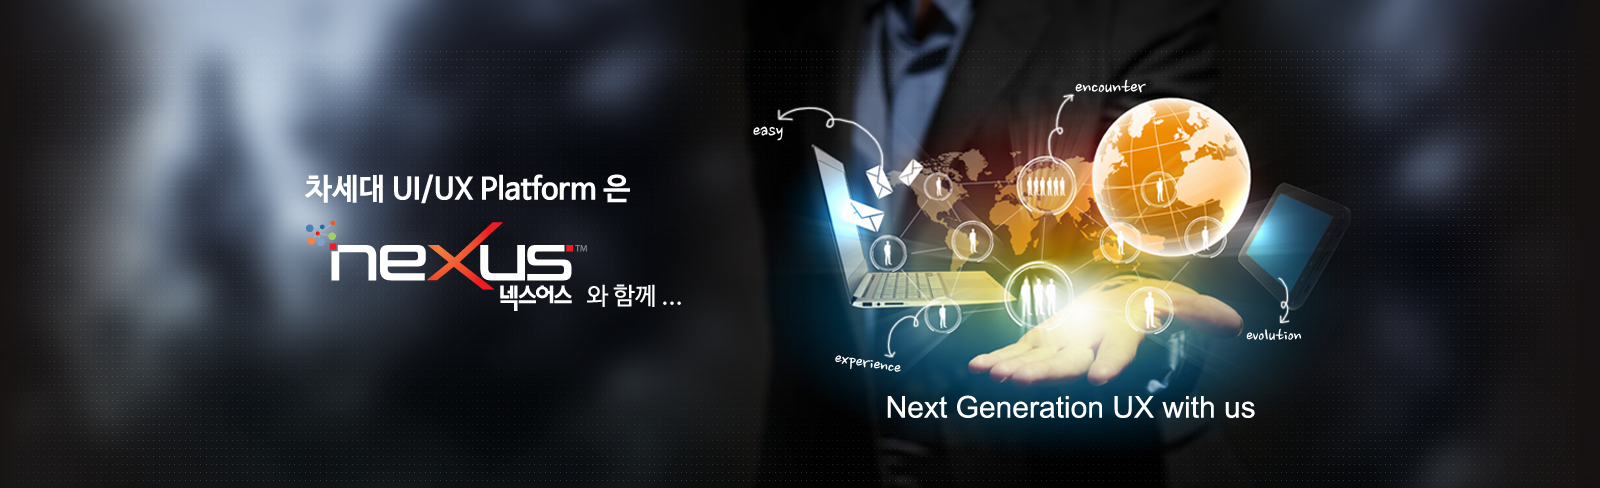 차세대 UI/UX Platform 은
nexus™
넥스어스 와 함께 ...
easy
encounter
experience
evolution
Next Generation UX with us